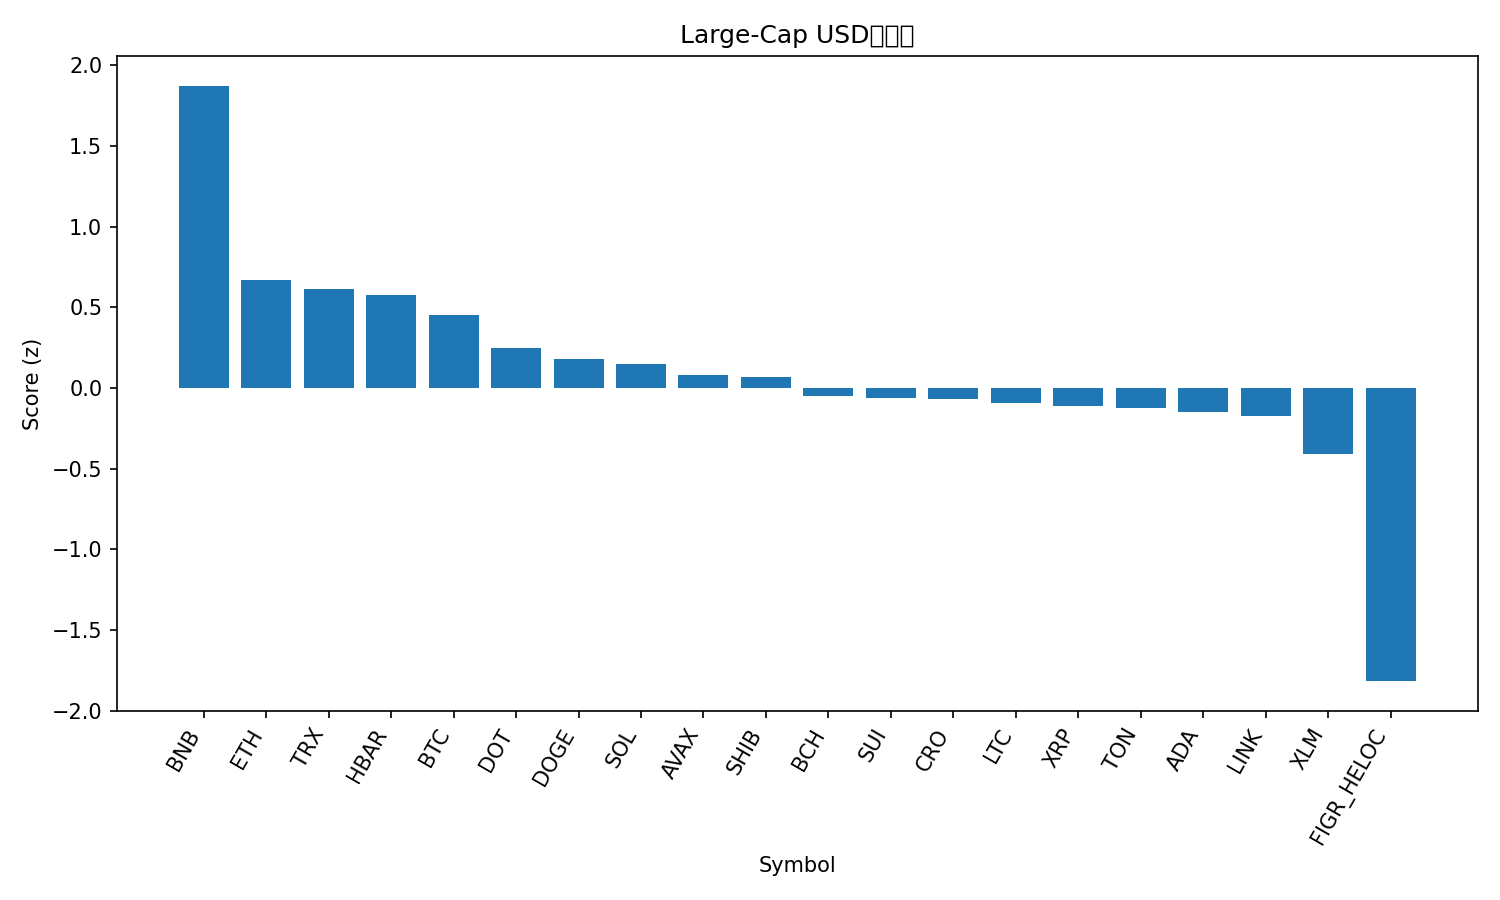 Large-Cap USD
Score (z)
2.0
1.5
1.0
0.5
0.0
−0.5
−1.0
−1.5
−2.0
BNB
ETH
TRX
HBAR
BTC
DOT
DOGE
SOL
AVAX
SHIB
BCH
SUI
CRO
LTC
XRP
TON
ADA
LINK
XLM
FIGR_HELOC
Symbol